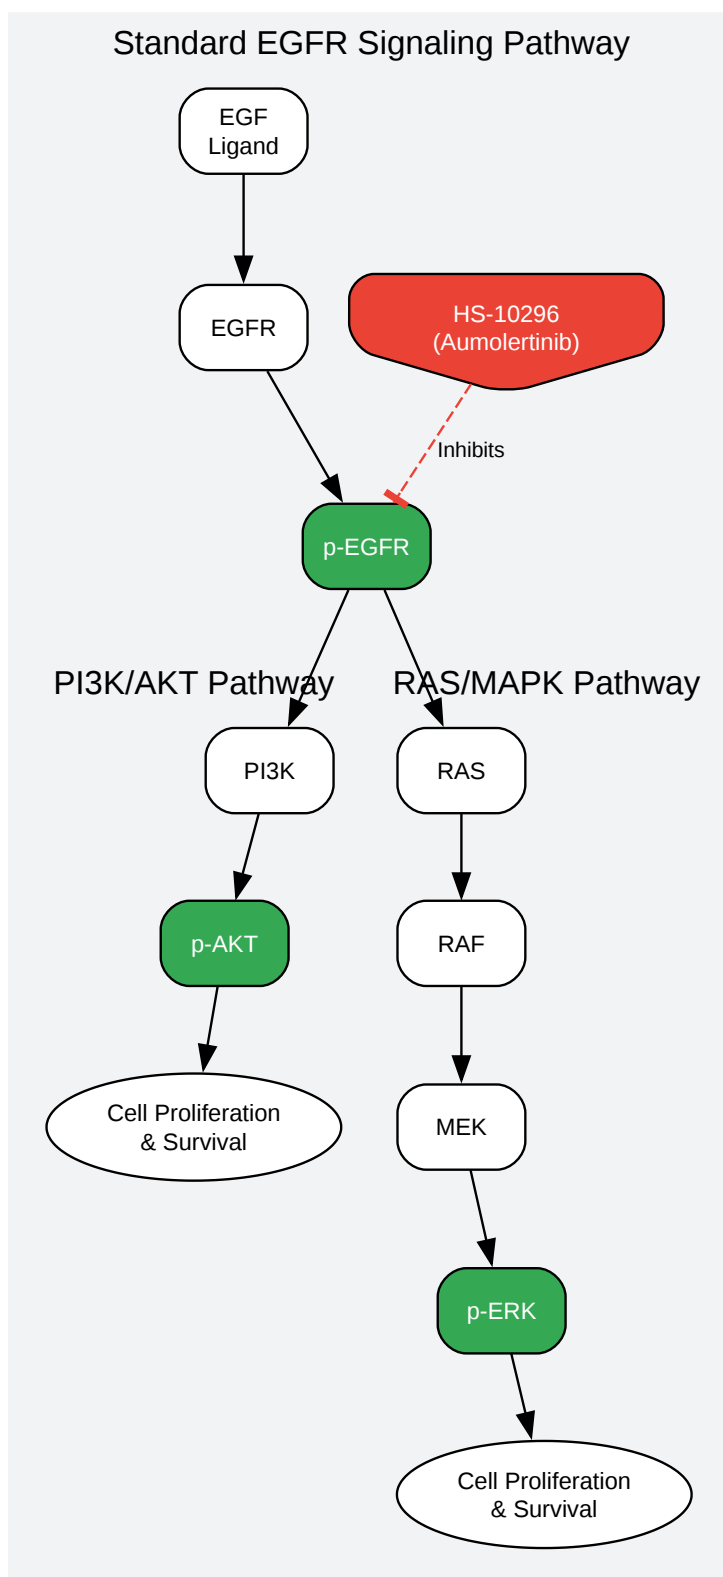 Standard EGFR Signaling Pathway
EGF
Ligand
EGFR
HS-10296
(Aumolertinib)
Inhibits
p-EGFR
PI3K/AKT Pathway
RAS/MAPK Pathway
PI3K
RAS
p-AKT
RAF
Cell Proliferation
& Survival
MEK
p-ERK
Cell Proliferation
& Survival